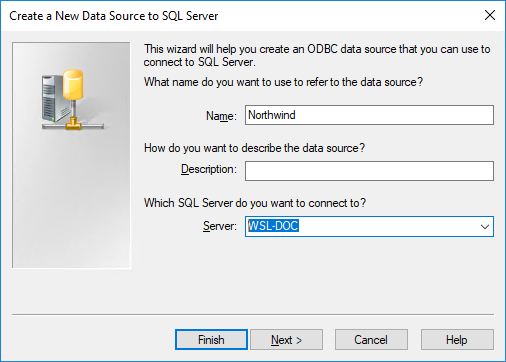 Create a New Data Source to SQL Server
This wizard will help you create an ODBC data source that you can use to
connect to SQL Server.
What name do you want to use to refer to the data source?
Name: Northwind
How do you want to describe the data source?
Description:
Which SQL Server do you want to connect to?
Server: WSL-DOC
Finish Next > Cancel Help